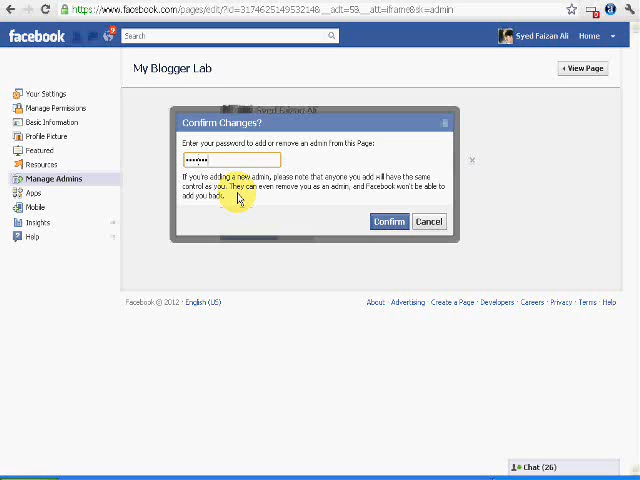 https://www.facebook.com/pages/edit/?id=317462514953214&__adt=59__att=iframe&sk=admin
facebook
Search
Syed Faizan Ali
Home
My Blogger Lab
View Page
Your Settings
Manage Permissions
Basic Information
Profile Picture
Featured
Resources
Manage Admins
Apps
Mobile
Insights
Help
Syed Faizan Ali
Confirm Changes?
Enter your password to add or remove an admin from this Page:
If you're adding a new admin, please note that anyone you add will have the same
control as you. They can even remove you as an admin, and Facebook won't be able to
add you back.
Confirm
Cancel
Facebook © 2012 · English (US)
About · Advertising · Create a Page · Developers · Careers · Privacy · Terms · Help
Chat (26)